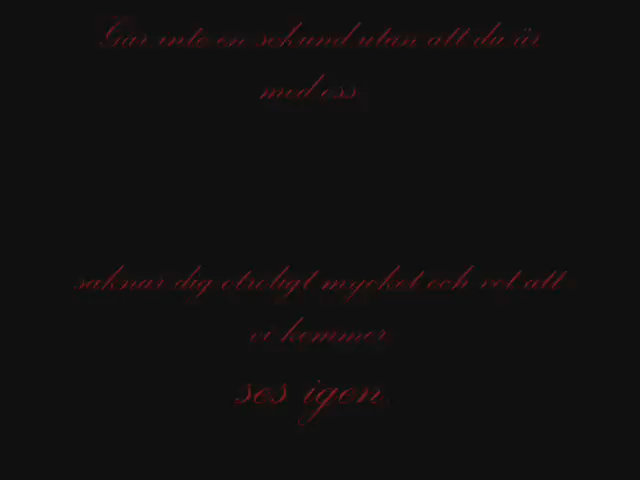 Går inte en sekund utan att du är
med oss.
saknar dig otroligt mycket och vet att
vi kommer
ses igen.